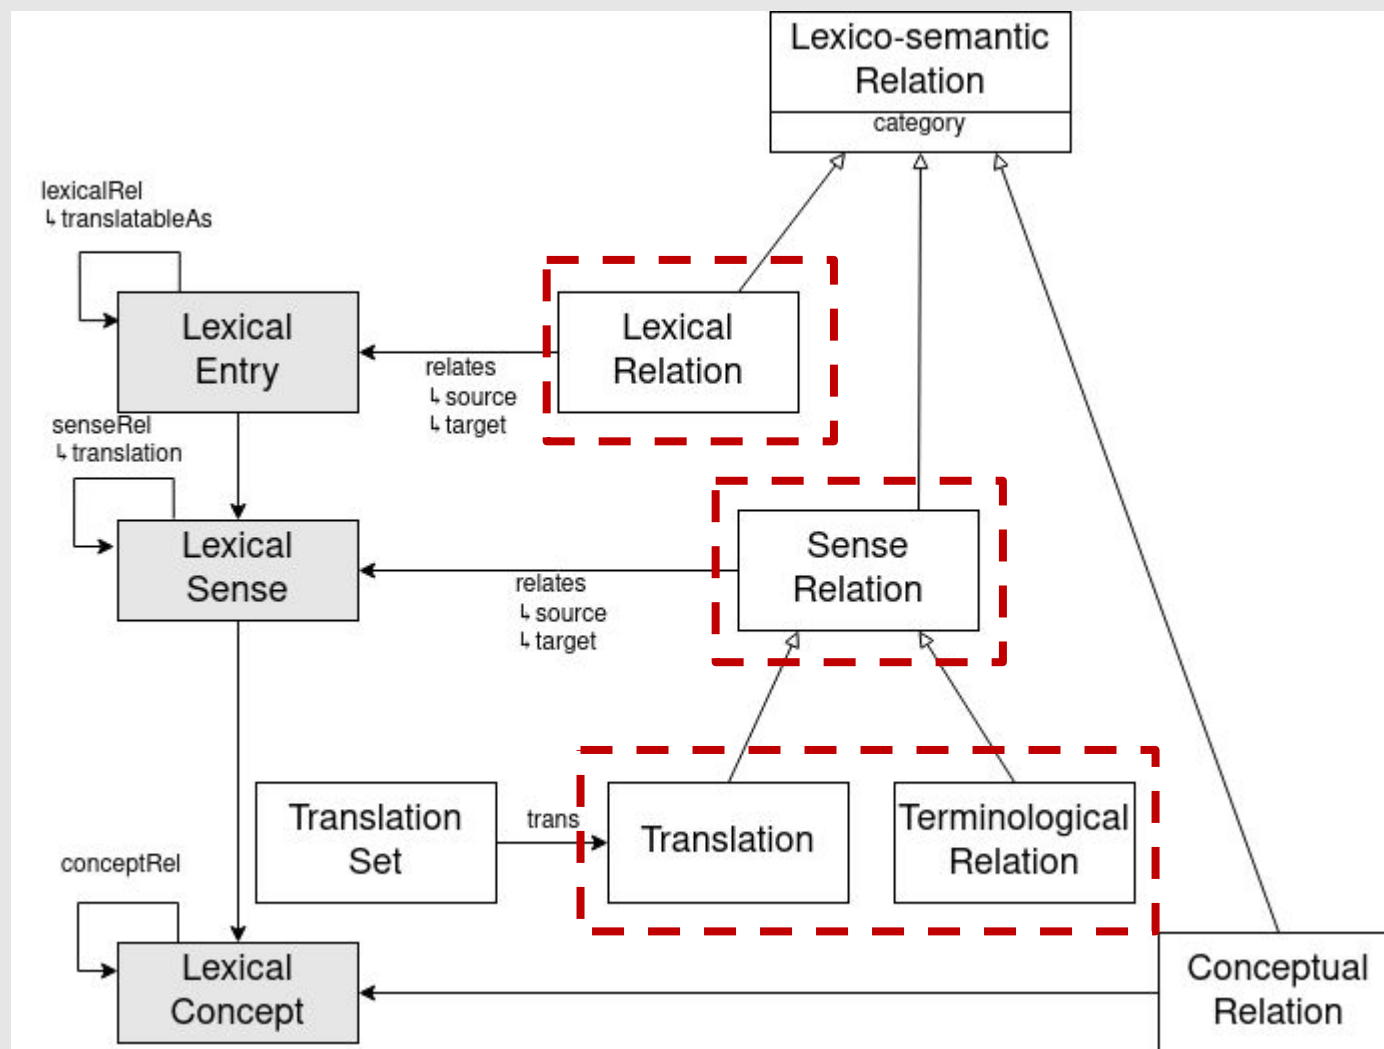 Lexico-semantic
Relation
category
lexicalRel
↳ translatableAs
Lexical
Entry
relates
↳ source
↳ target
Lexical
Relation
senseRel
↳ translation
Lexical
Sense
relates
↳ source
↳ target
Sense
Relation
Translation
Set
trans
Translation
Terminological
Relation
conceptRel
Lexical
Concept
Conceptual
Relation